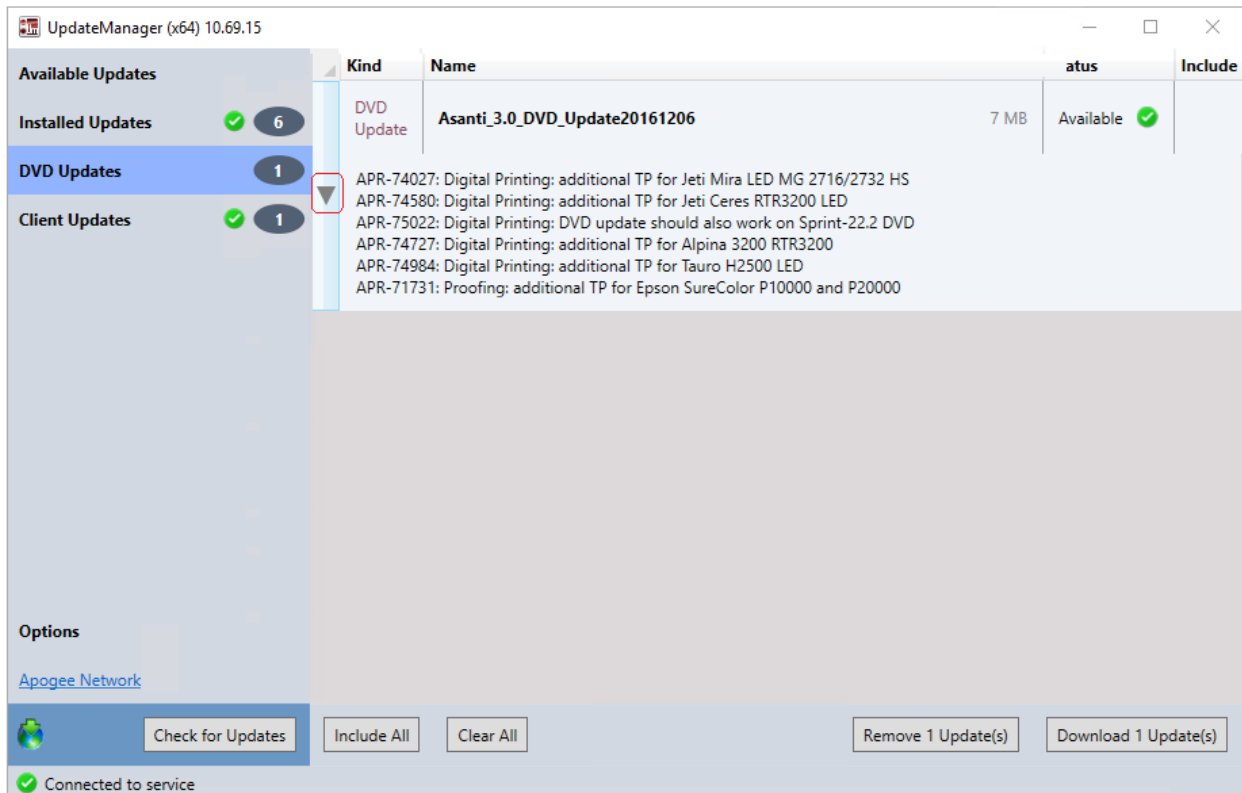 UpdateManager (x64) 10.69.15
Available Updates
Installed Updates 6
DVD Updates 1
Client Updates 1
Options
Apogee Network
Check for Updates
Connected to service
Kind Name atus Include
DVD Update Asanti_3.0_DVD_Update20161206 7 MB Available
APR-74027: Digital Printing: additional TP for Jeti Mira LED MG 2716/2732 HS
APR-74580: Digital Printing: additional TP for Jeti Ceres RTR3200 LED
APR-75022: Digital Printing: DVD update should also work on Sprint-22.2 DVD
APR-74727: Digital Printing: additional TP for Alpina 3200 RTR3200
APR-74984: Digital Printing: additional TP for Tauro H2500 LED
APR-71731: Proofing: additional TP for Epson SureColor P10000 and P20000
Include All Clear All Remove 1 Update(s) Download 1 Update(s)